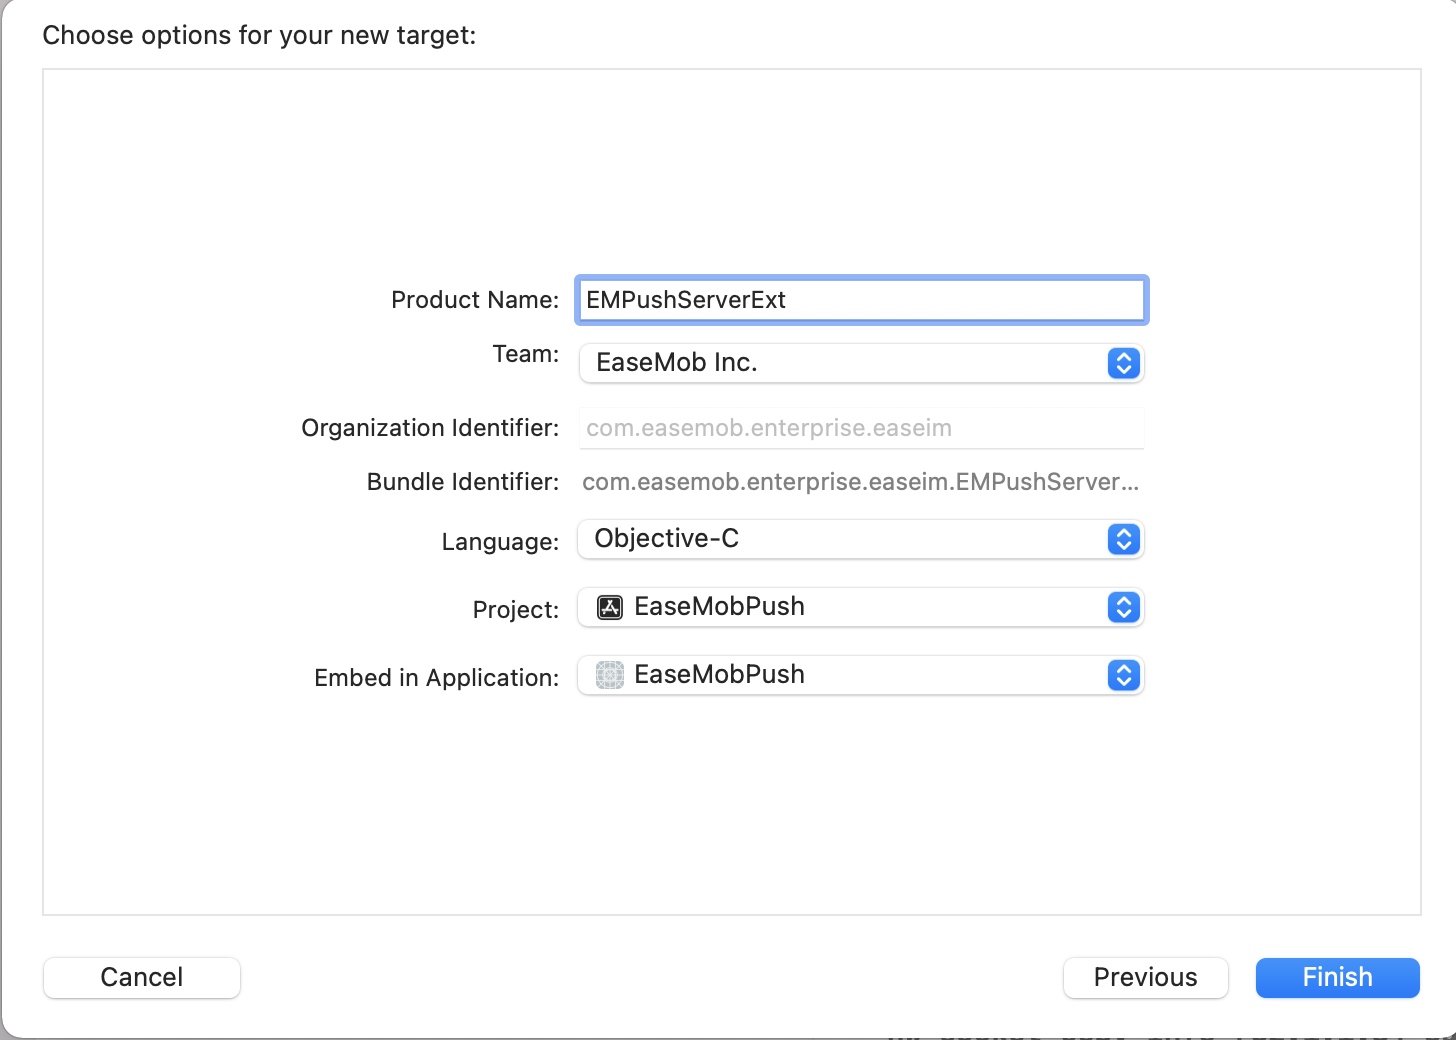 Choose options for your new target:
Product Name: EMPushServerExt
Team: EaseMob Inc.
Organization Identifier: com.easemob.enterprise.easeim
Bundle Identifier: com.easemob.enterprise.easeim.EMPushServer...
Language: Objective-C
Project: EaseMobPush
Embed in Application: EaseMobPush
Cancel Previous Finish